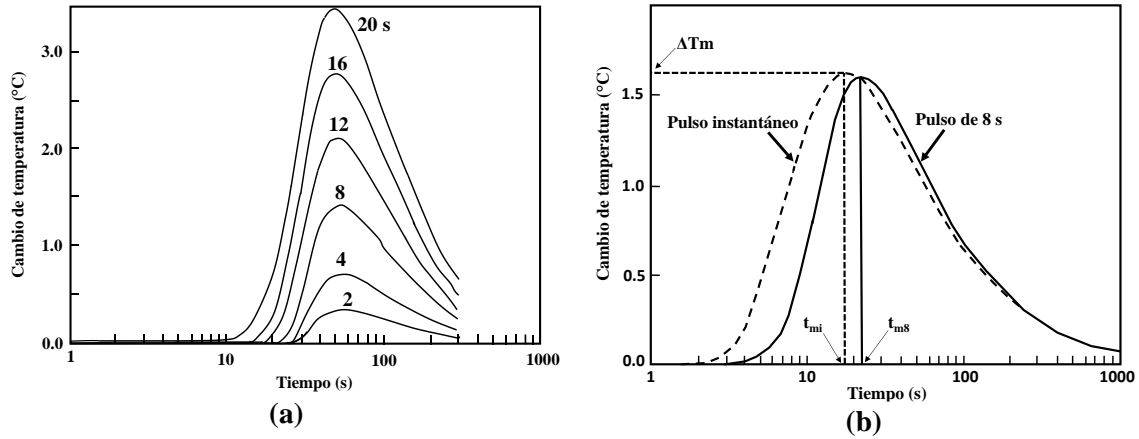 Cambio de temperatura (°C)
3.0
2.0
1.0
0.0
20 s
16
12
8
4
2
1
10
100
1000
Tiempo (s)
(a)
Cambio de temperatura (°C)
1.5
1.0
0.5
0.0
ΔTm
Pulso instantáneo
Pulso de 8 s
tmi
tm8
1
10
100
1000
Tiempo (s)
(b)